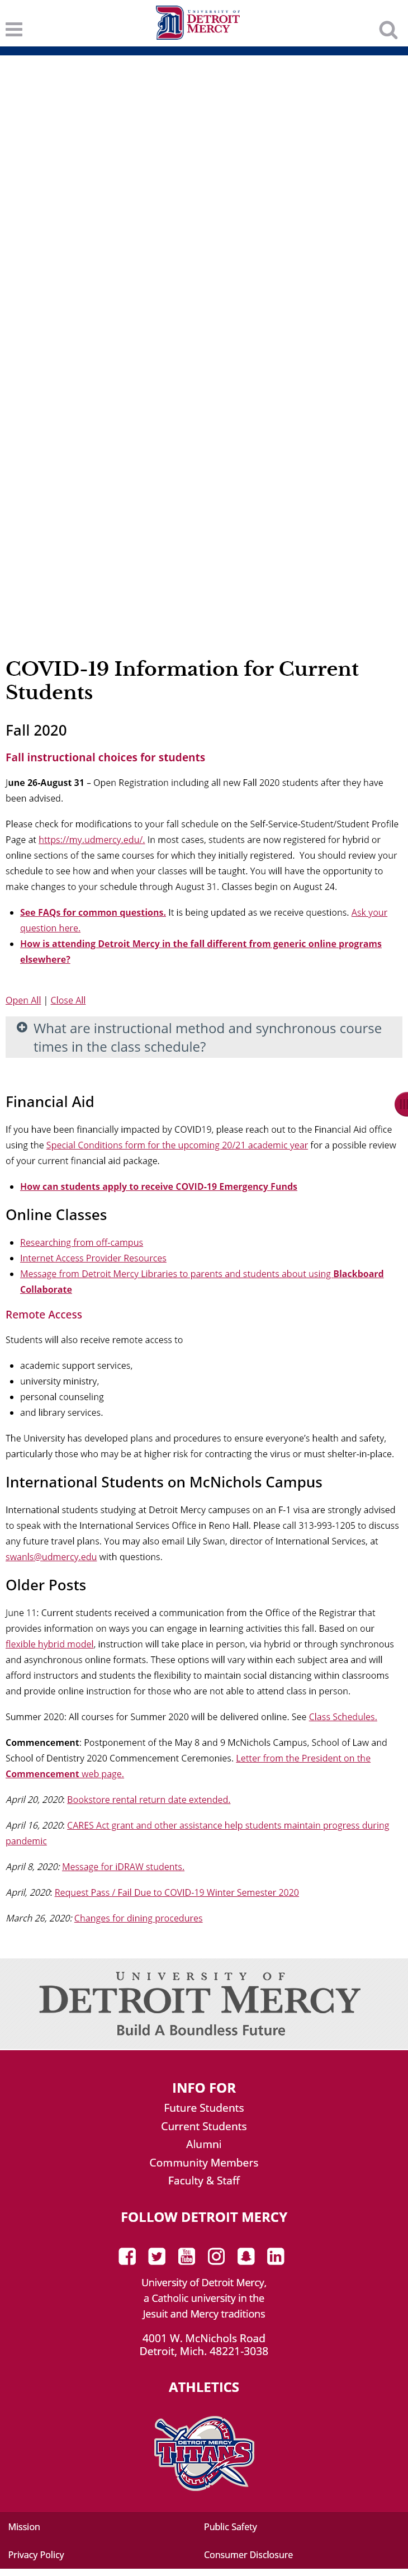 UNIVERSITY OF
DETROIT
MERCY
COVID-19 Information for Current
Students
Fall 2020
Fall instructional choices for students
June 26-August 31 – Open Registration including all new Fall 2020 students after they have
been advised.
Please check for modifications to your fall schedule on the Self-Service-Student/Student Profile
Page at https://my.udmercy.edu/. In most cases, students are now registered for hybrid or
online sections of the same courses for which they initially registered.  You should review your
schedule to see how and when your classes will be taught. You will have the opportunity to
make changes to your schedule through August 31. Classes begin on August 24.
See FAQs for common questions. It is being updated as we receive questions. Ask your
question here.
How is attending Detroit Mercy in the fall different from generic online programs
elsewhere?
Open All | Close All
What are instructional method and synchronous course
times in the class schedule?
Financial Aid
If you have been financially impacted by COVID19, please reach out to the Financial Aid office
using the Special Conditions form for the upcoming 20/21 academic year for a possible review
of your current financial aid package.
How can students apply to receive COVID-19 Emergency Funds
Online Classes
Researching from off-campus
Internet Access Provider Resources
Message from Detroit Mercy Libraries to parents and students about using Blackboard
Collaborate
Remote Access
Students will also receive remote access to
academic support services,
university ministry,
personal counseling
and library services.
The University has developed plans and procedures to ensure everyone’s health and safety,
particularly those who may be at higher risk for contracting the virus or must shelter-in-place.
International Students on McNichols Campus
International students studying at Detroit Mercy campuses on an F-1 visa are strongly advised
to speak with the International Services Office in Reno Hall. Please call 313-993-1205 to discuss
any future travel plans. You may also email Lily Swan, director of International Services, at
swanls@udmercy.edu with questions.
Older Posts
June 11: Current students received a communication from the Office of the Registrar that
provides information on ways you can engage in learning activities this fall. Based on our
flexible hybrid model, instruction will take place in person, via hybrid or through synchronous
and asynchronous online formats. These options will vary within each subject area and will
afford instructors and students the flexibility to maintain social distancing within classrooms
and provide online instruction for those who are not able to attend class in person.
Summer 2020: All courses for Summer 2020 will be delivered online. See Class Schedules.
Commencement: Postponement of the May 8 and 9 McNichols Campus, School of Law and
School of Dentistry 2020 Commencement Ceremonies. Letter from the President on the
Commencement web page.
April 20, 2020: Bookstore rental return date extended.
April 16, 2020: CARES Act grant and other assistance help students maintain progress during
pandemic
April 8, 2020: Message for iDRAW students.
April, 2020: Request Pass / Fail Due to COVID-19 Winter Semester 2020
March 26, 2020: Changes for dining procedures
UNIVERSITY OF
DETROIT MERCY
Build A Boundless Future
INFO FOR
Future Students
Current Students
Alumni
Community Members
Faculty & Staff
FOLLOW DETROIT MERCY
You Tube
University of Detroit Mercy,
a Catholic university in the
Jesuit and Mercy traditions
4001 W. McNichols Road
Detroit, Mich. 48221-3038
ATHLETICS
DETROIT MERCY
TITANS
Mission Public Safety
Privacy Policy Consumer Disclosure